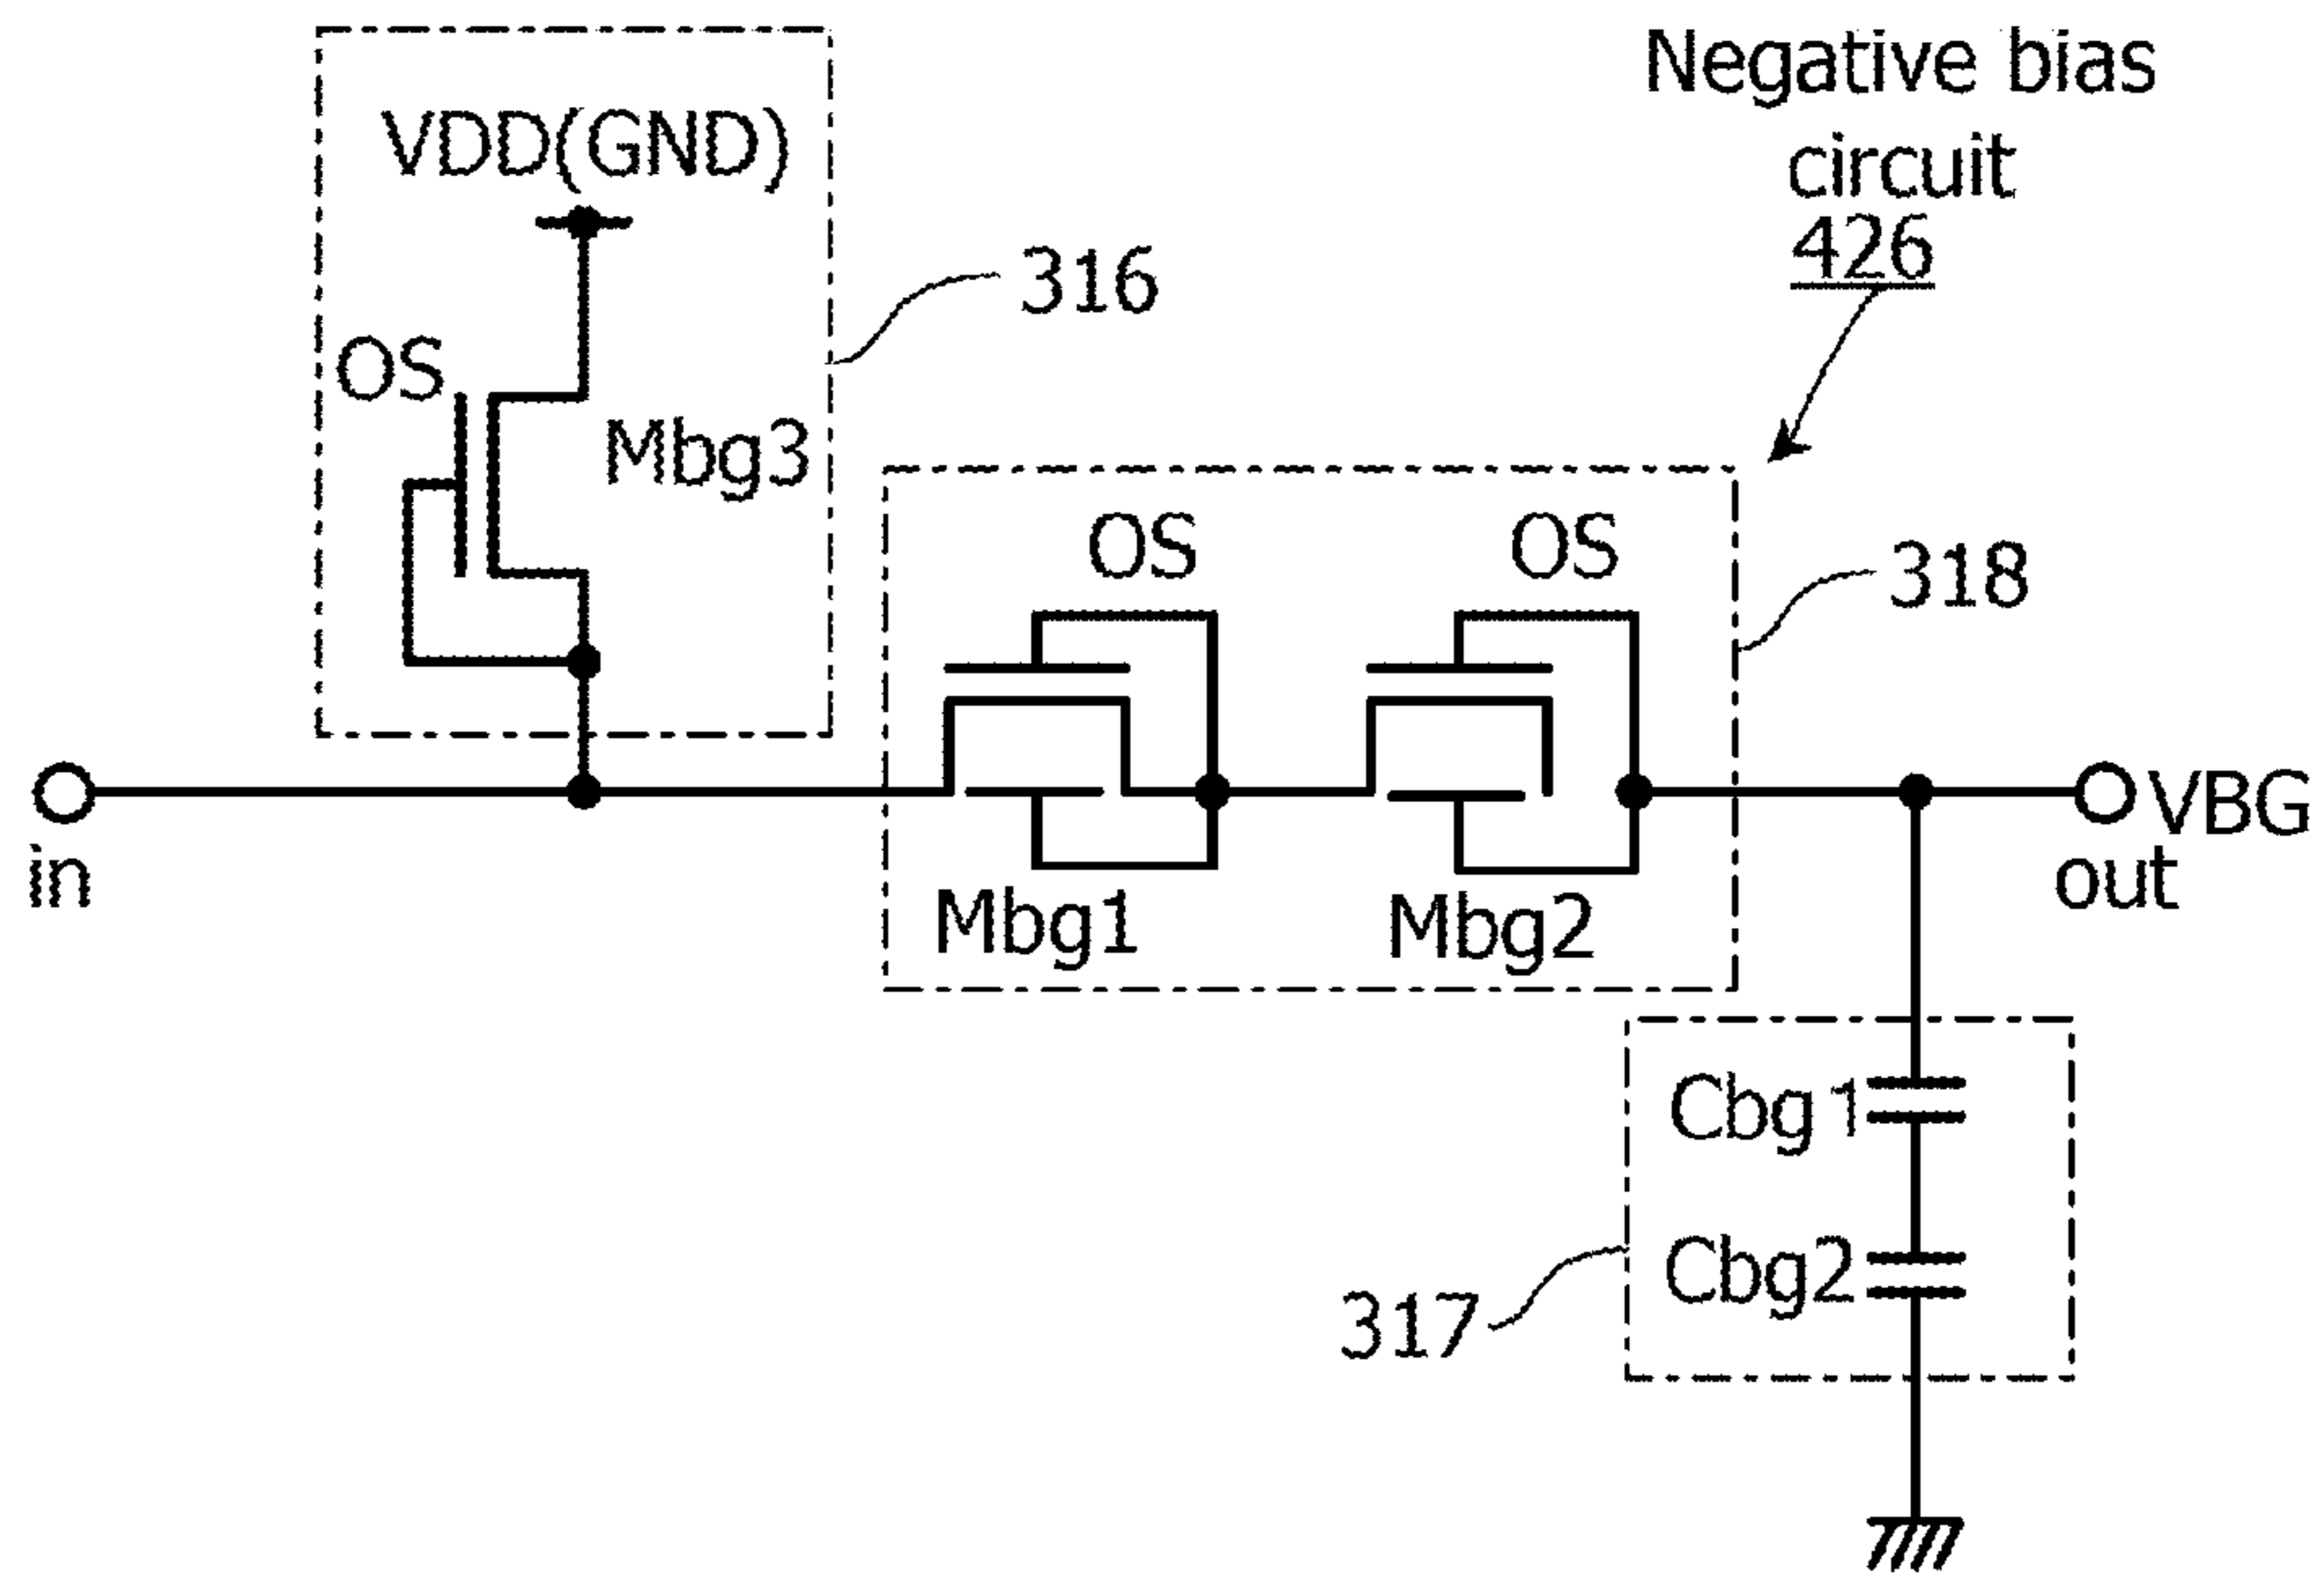 Negative bias
circuit
426
VDD(GND)
316
OS
Mbg3
OS
OS
318
in
VBG
out
Mbg1
Mbg2
Cbg1
Cbg2
317